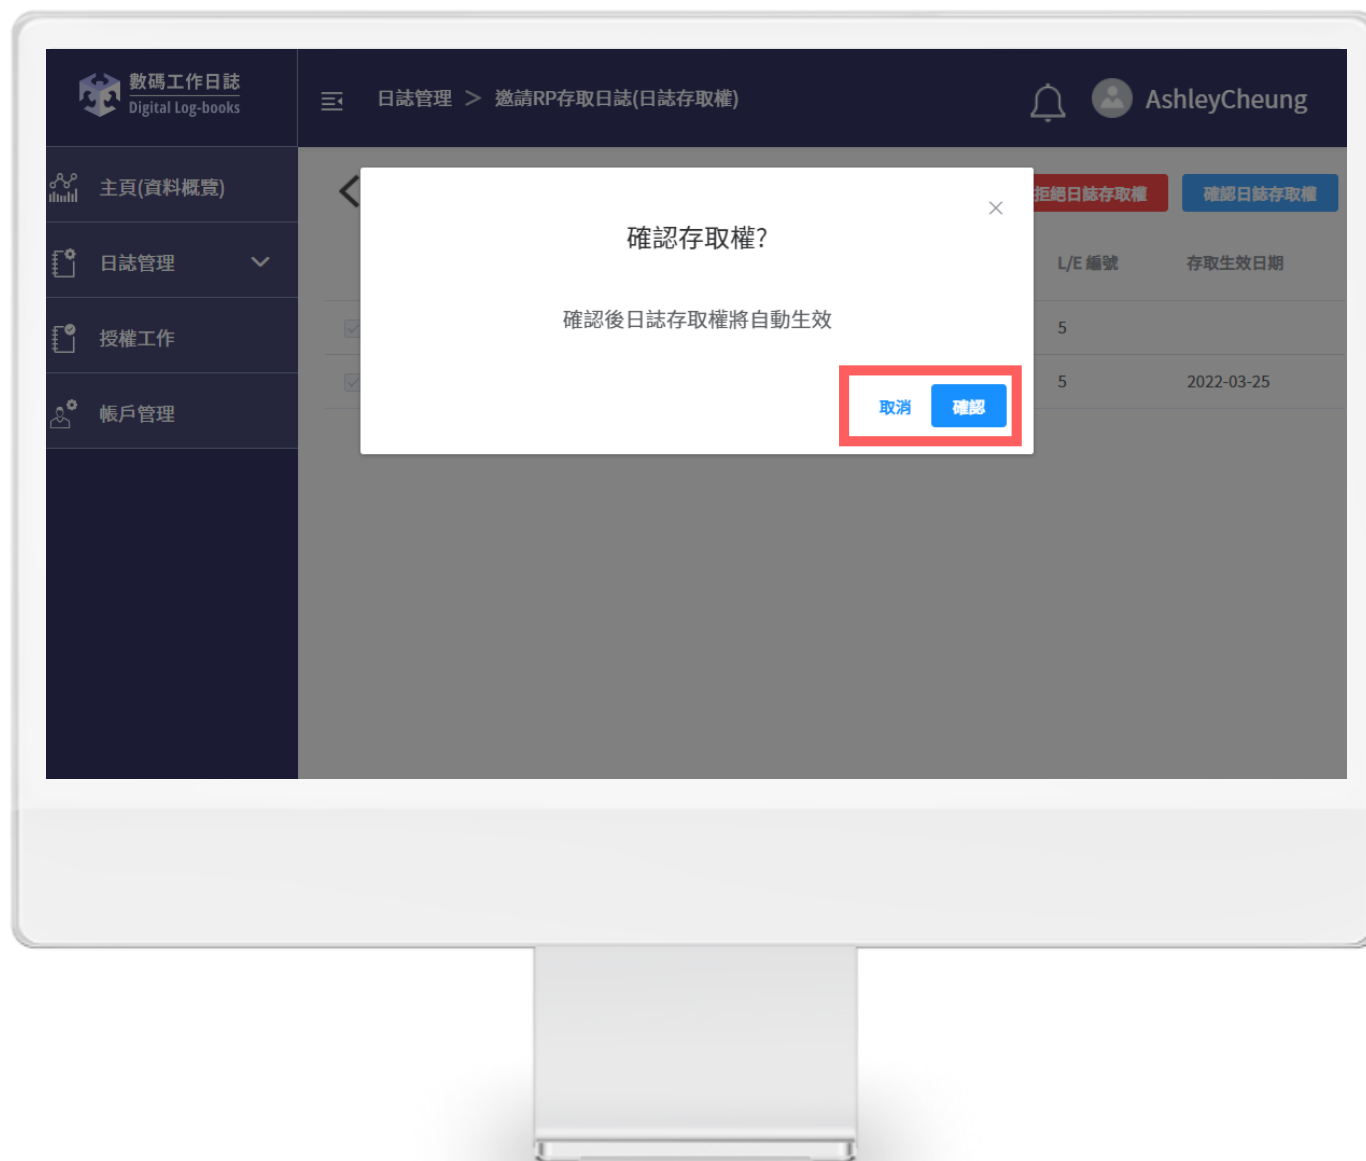 數碼工作日誌
Digital Log-books
日誌管理 > 邀請RP存取日誌(日誌存取權)
AshleyCheung
主頁(資料概覽)
日誌管理
授權工作
帳戶管理
拒絕日誌存取權
確認日誌存取權
確認存取權?
確認後日誌存取權將自動生效
取消
確認
L/E 編號
存取生效日期
5
5
2022-03-25